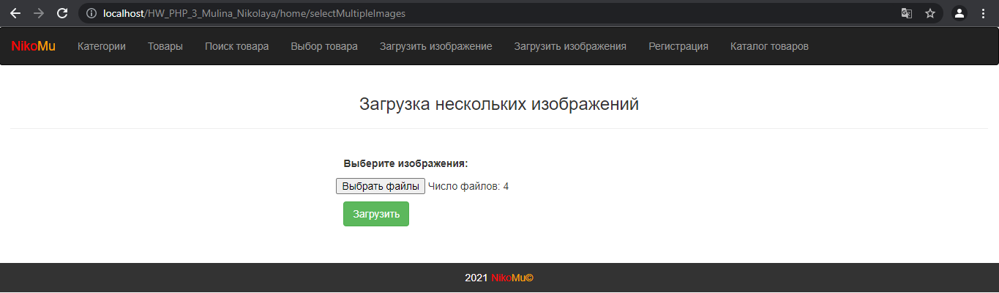 localhost/HW_PHP_3_Mulina_Nikolaya/home/selectMultipleImages
NikoMu Категории Товары Поиск товара Выбор товара Загрузить изображение Загрузить изображения Регистрация Каталог товаров
Загрузка нескольких изображений
Выберите изображения:
Выбрать файлы Число файлов: 4
Загрузить
2021 NikoMu©